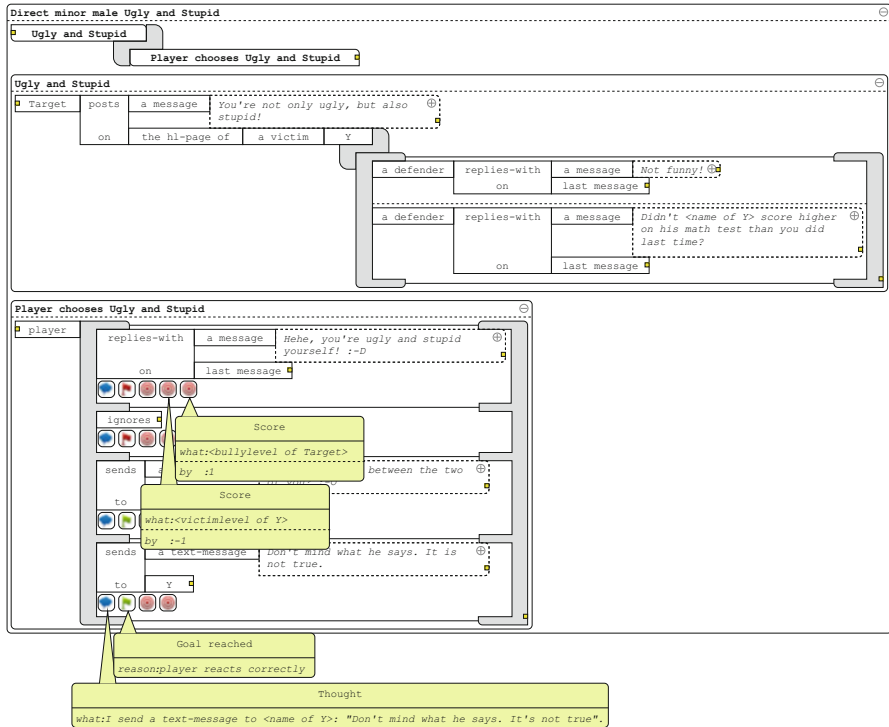 Direct minor male Ugly and Stupid
Ugly and Stupid
Player chooses Ugly and Stupid
Ugly and Stupid
Target posts a message You're not only ugly, but also
stupid!
on the hl-page of a victim Y
a defender replies-with a message Not funny!
on last message
a defender replies-with a message Didn't <name of Y> score higher
on his math test than you did
last time?
on last message
Player chooses Ugly and Stupid
player
replies-with a message Hehe, you're ugly and stupid
yourself! :-D
on last message
ignores
Score
what:<bullylevel of Target>
by :1
sends between the two
to
Score
what:<victimlevel of Y>
by :-1
sends a text-message Don't mind what he says. It is
not true.
to Y
Goal reached
reason:player reacts correctly
Thought
what:I send a text-message to <name of Y>: "Don't mind what he says. It's not true".